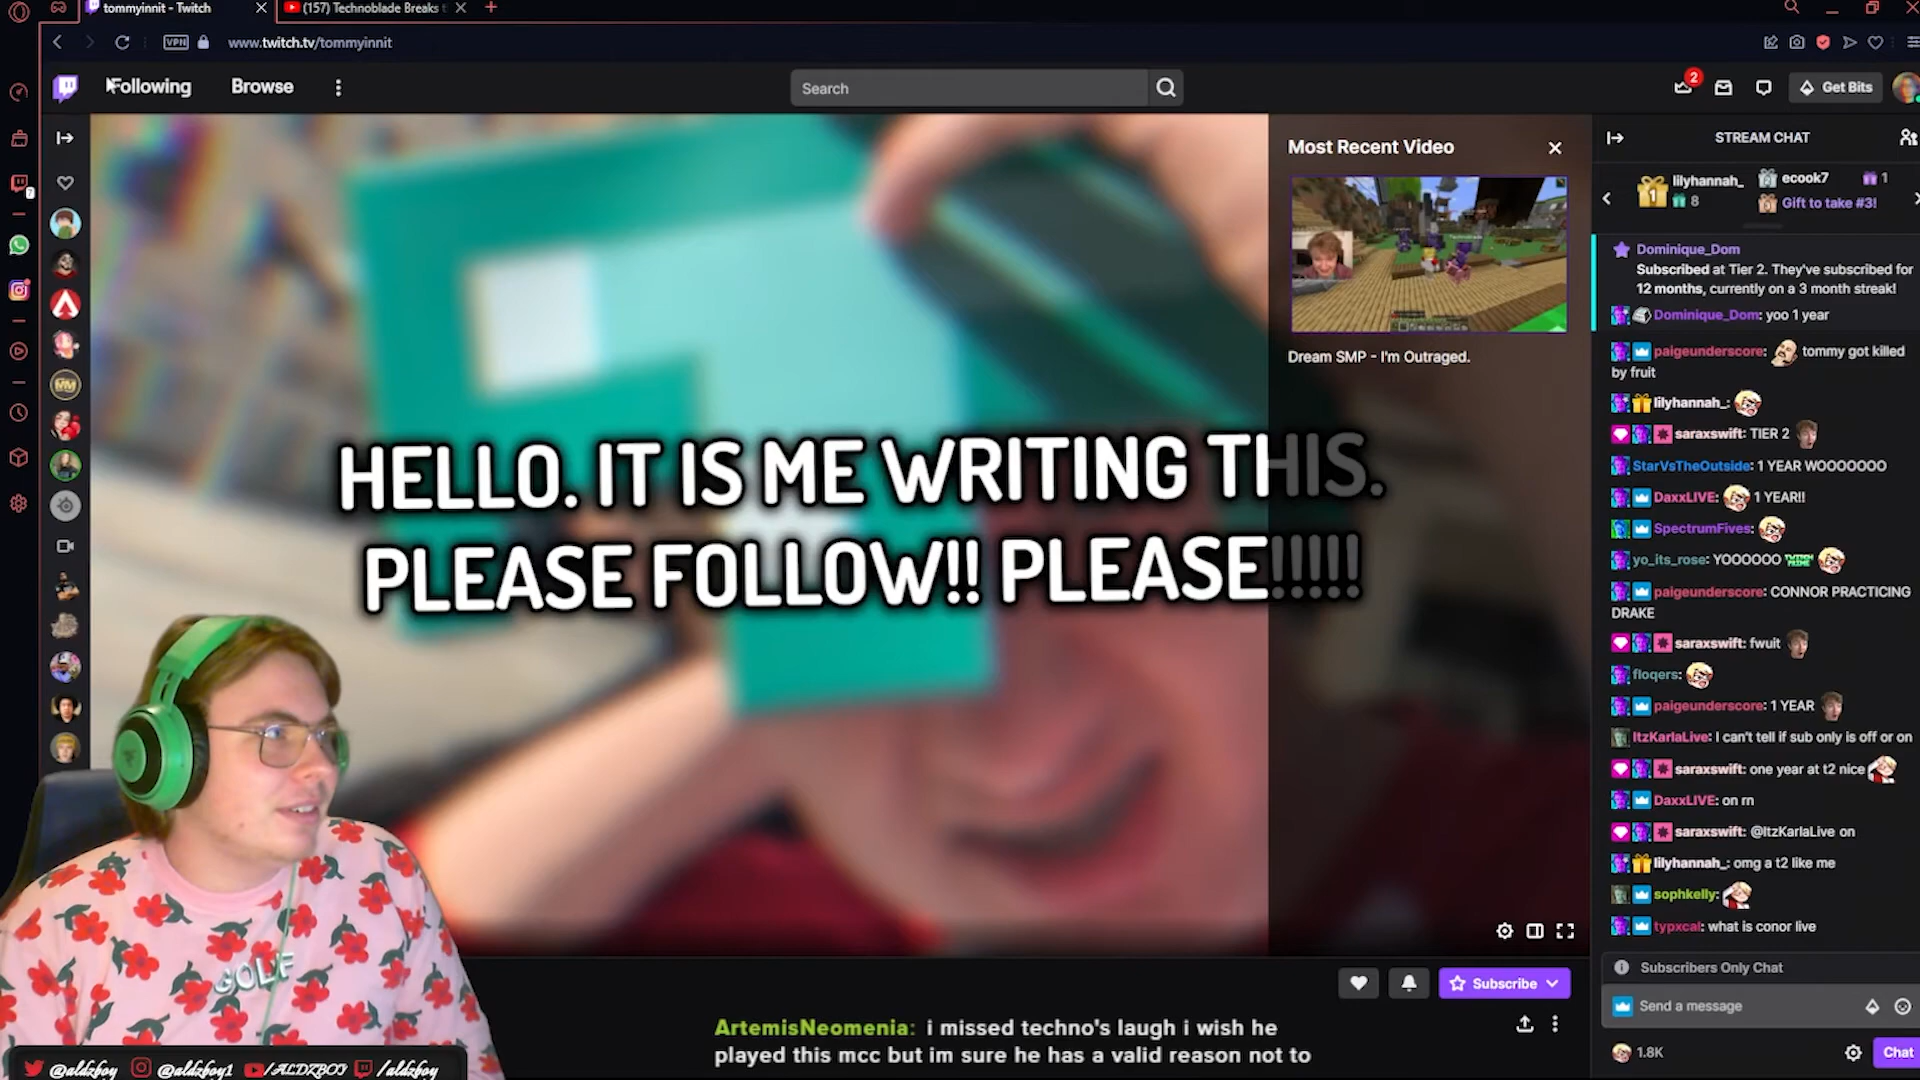 tommyinnit - Twitch
(157) Technoblade Breaks
VPN
www.twitch.tv/tommyinnit
Following
Browse
Search
2
Get Bits
7
Most Recent Video
Dream SMP - I'm Outraged.
HELLO. IT IS ME WRITING THIS.
PLEASE FOLLOW!! PLEASE!!!!!
STREAM CHAT
1
lilyhannah_
8
ecook7
1
Gift to take #3!
Dominique_Dom
Subscribed at Tier 2. They've subscribed for
12 months, currently on a 3 month streak!
Dominique_Dom: yoo 1 year
paigeunderscore: tommy got killed
by fruit
lilyhannah_:
saraxswift: TIER 2
StarVsTheOutside: 1 YEAR WOOOOOOO
DaxxLIVE: 1 YEAR!!
SpectrumFives:
yo_its_rose: YOOOOOO
paigeunderscore: CONNOR PRACTICING
DRAKE
saraxswift: fwuit
floqers:
paigeunderscore: 1 YEAR
ItzKarlaLive: I can't tell if sub only is off or on
saraxswift: one year at t2 nice
DaxxLIVE: on rn
saraxswift: @ItzKarlaLive on
lilyhannah_: omg a t2 like me
sophkelly:
typxcal: what is conor live
Subscribers Only Chat
Send a message
1.8K
Chat
Subscribe
ArtemisNeomenia: i missed techno's laugh i wish he
played this mcc but im sure he has a valid reason not to
GOLF
@aldzboy
@aldzboy1
/ALDZBOY
/aldzboy